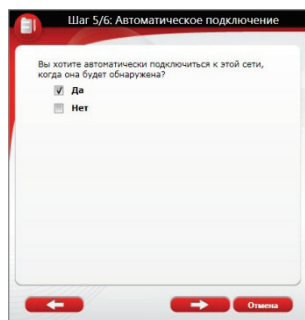 Шаг 5/6: Автоматическое подключение
Вы хотите автоматически подключиться к этой сети,
когда она будет обнаружена?
Да
Нет
Отмена